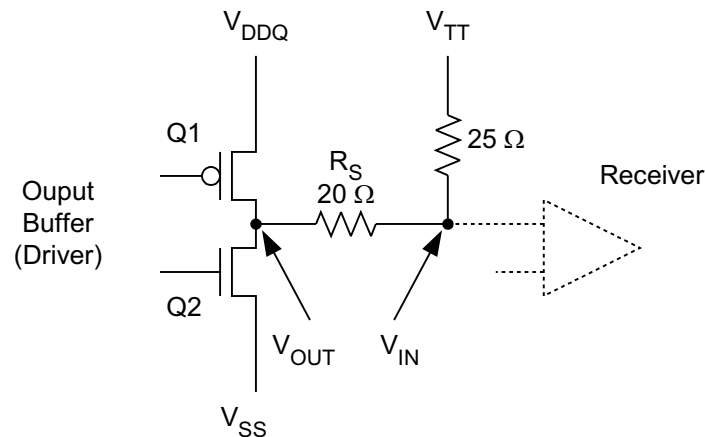 VDDQ
VTT
Q1
25 Ω
RS
20 Ω
Receiver
Ouput
Buffer
(Driver)
Q2
VOUT
VIN
VSS